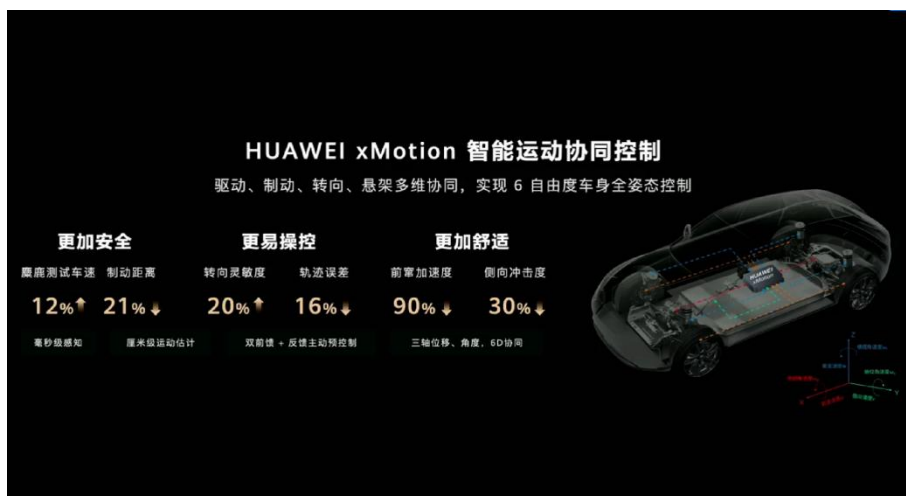 HUAWEI xMotion 智能运动协同控制
驱动、制动、转向、悬架多维协同，实现 6 自由度车身全姿态控制
更加安全
麋鹿测试车速 制动距离
12%↑ 21%↓
毫秒级感知 厘米级运动估计
更易操控
转向灵敏度 轨迹误差
20%↑ 16%↓
双前馈 + 反馈主动预控制
更加舒适
前窜加速度 侧向冲击度
90%↓ 30%↓
三轴位移、角度，6D协同
HUAWEI
xMotion
Z
Y
X